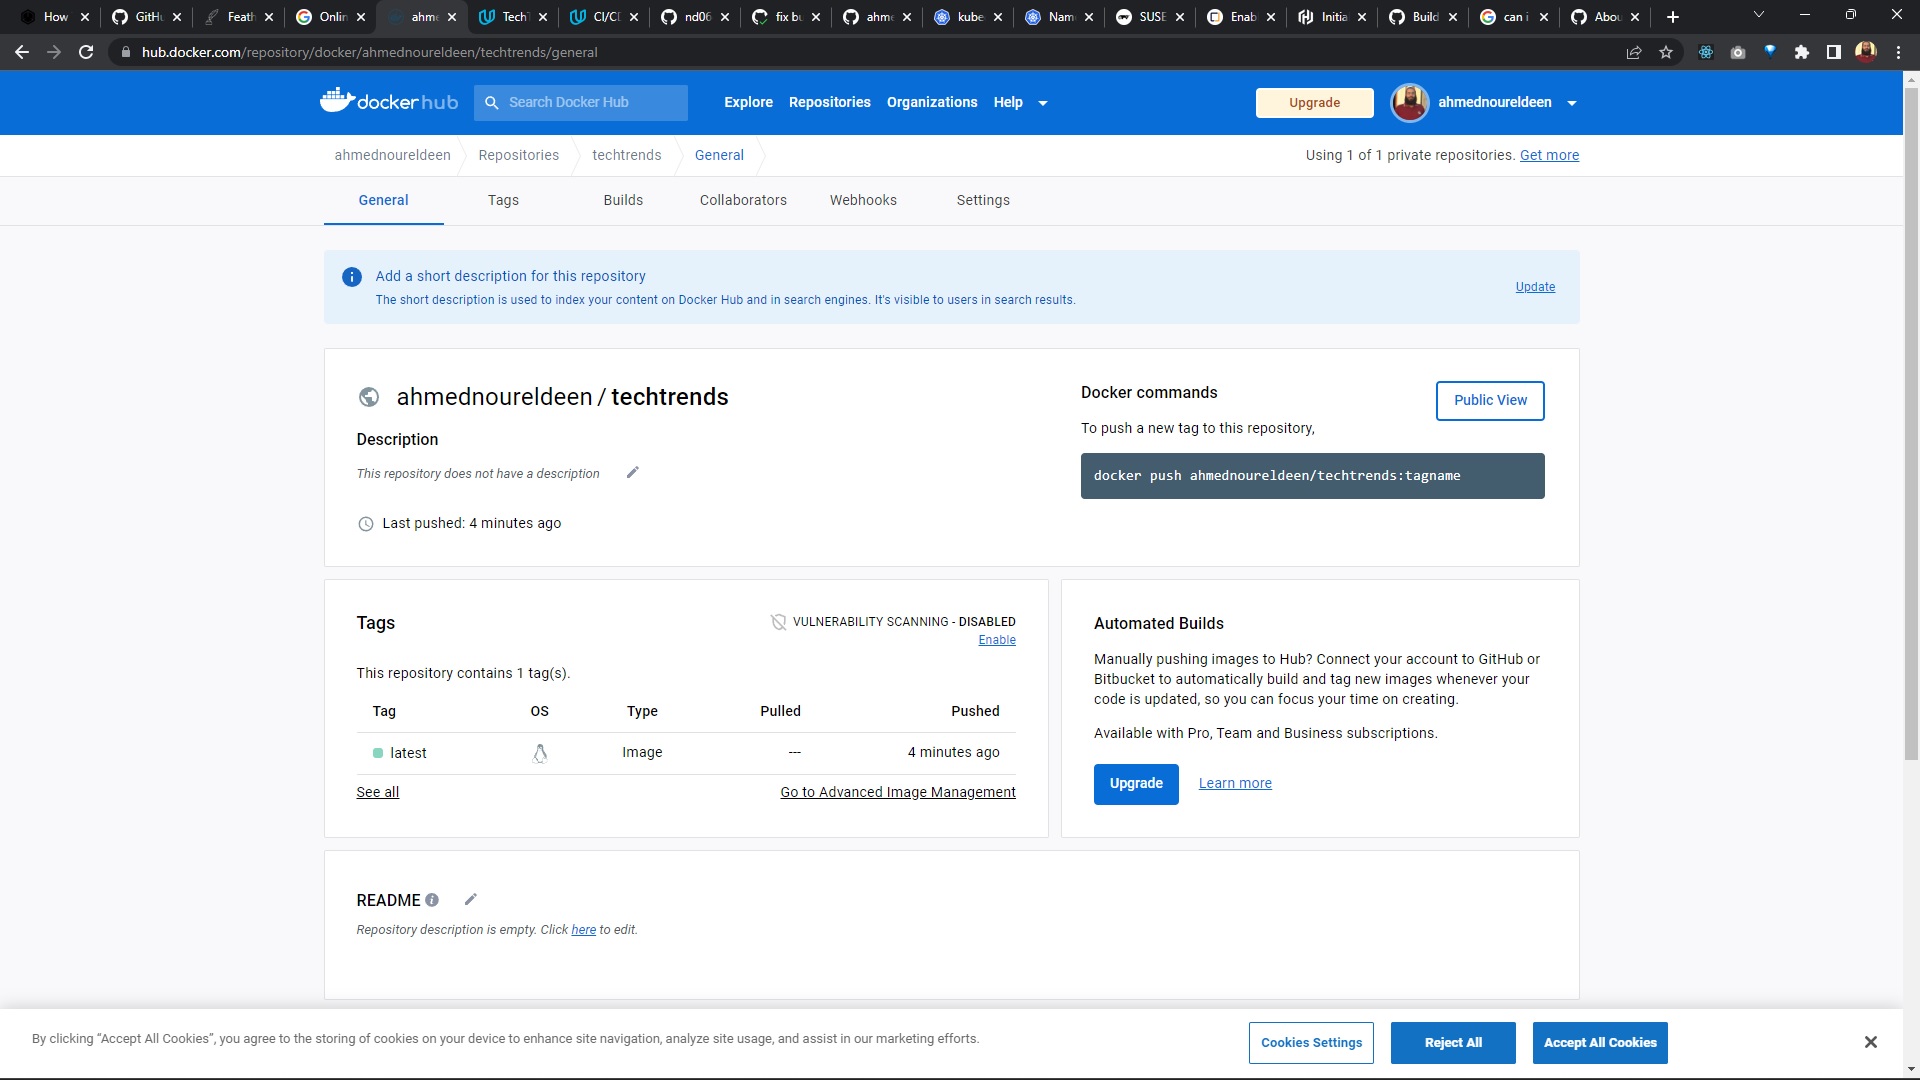 How
GitHu
Feath
Onlin
ahme
TechT
CI/CD
nd06
fix bu
ahme
kube
Nam
SUSE
Enab
Initia
Build
can i
Abou
hub.docker.com/repository/docker/ahmednoureldeen/techtrends/general
dockerhub
Search Docker Hub
Explore
Repositories
Organizations
Help
Upgrade
ahmednoureldeen
ahmednoureldeen
Repositories
techtrends
General
Using 1 of 1 private repositories. Get more
General
Tags
Builds
Collaborators
Webhooks
Settings
Add a short description for this repository
The short description is used to index your content on Docker Hub and in search engines. It's visible to users in search results.
Update
ahmednoureldeen / techtrends
Description
This repository does not have a description
Last pushed: 4 minutes ago
Docker commands
Public View
To push a new tag to this repository,
docker push ahmednoureldeen/techtrends:tagname
Tags
VULNERABILITY SCANNING - DISABLED
Enable
This repository contains 1 tag(s).
Tag OS Type Pulled Pushed
latest Image --- 4 minutes ago
See all
Go to Advanced Image Management
Automated Builds
Manually pushing images to Hub? Connect your account to GitHub or
Bitbucket to automatically build and tag new images whenever your
code is updated, so you can focus your time on creating.
Available with Pro, Team and Business subscriptions.
Upgrade
Learn more
README
Repository description is empty. Click here to edit.
By clicking “Accept All Cookies”, you agree to the storing of cookies on your device to enhance site navigation, analyze site usage, and assist in our marketing efforts.
Cookies Settings
Reject All
Accept All Cookies